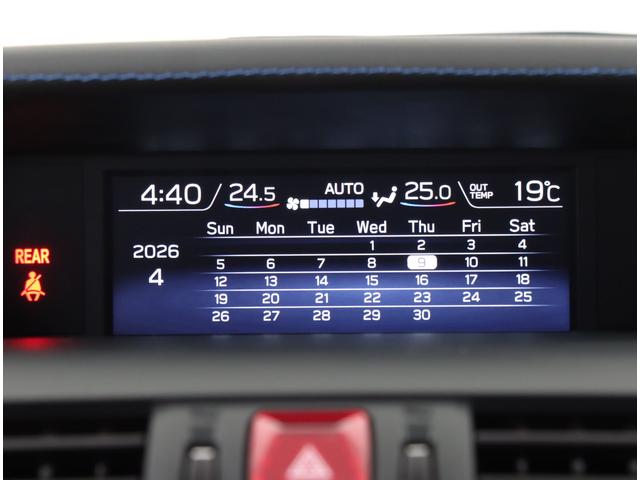 4:40 24.5 AUTO 25.0 OUT TEMP 19℃
Sun Mon Tue Wed Thu Fri Sat
2026
4
1 2 3 4
5 6 7 8 9 10 11
12 13 14 15 16 17 18
19 20 21 22 23 24 25
26 27 28 29 30
REAR